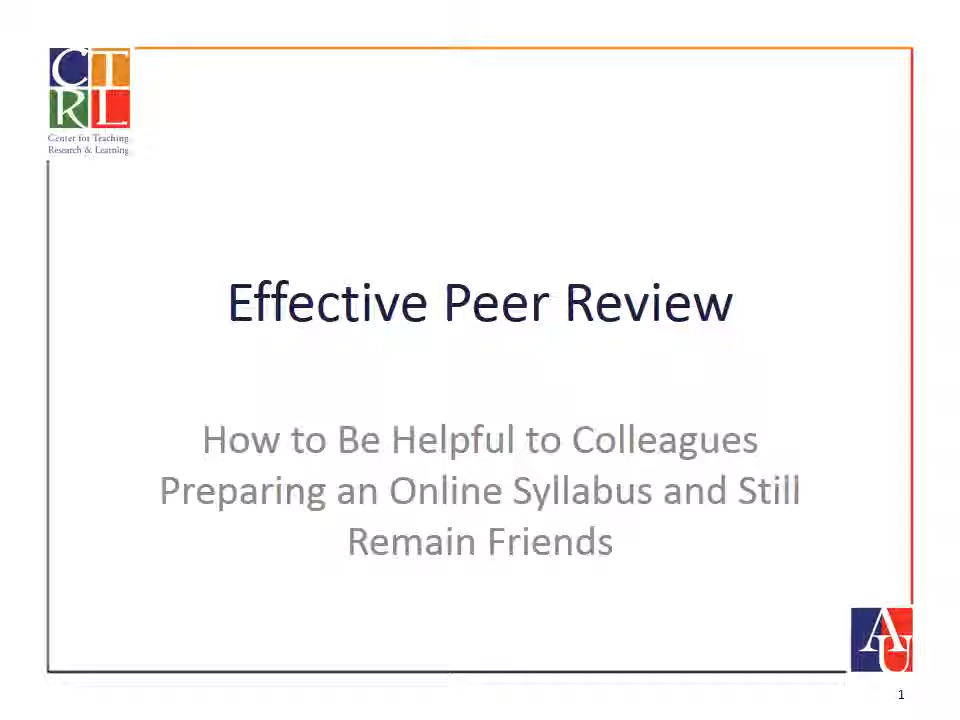 CT
RL
Center for Teaching
Research & Learning
Effective Peer Review
How to Be Helpful to Colleagues
Preparing an Online Syllabus and Still
Remain Friends
AU
1